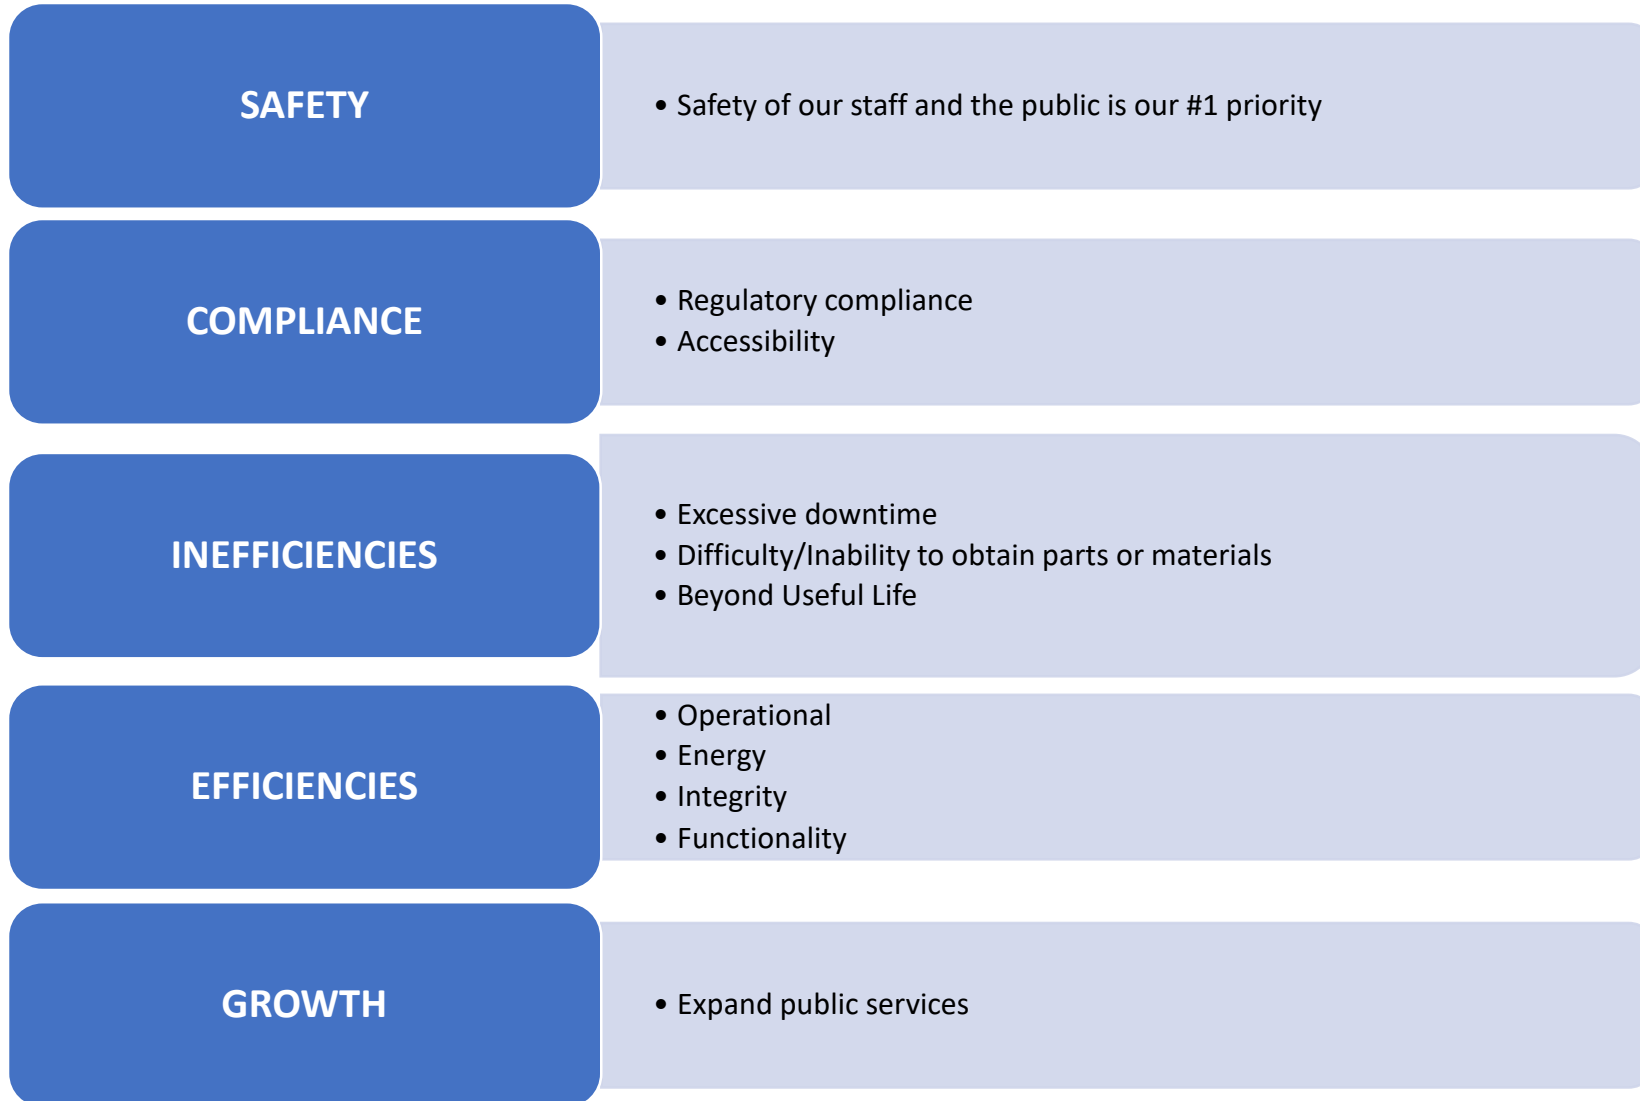 SAFETY
• Safety of our staff and the public is our #1 priority
COMPLIANCE
• Regulatory compliance
• Accessibility
INEFFICIENCIES
• Excessive downtime
• Difficulty/Inability to obtain parts or materials
• Beyond Useful Life
EFFICIENCIES
• Operational
• Energy
• Integrity
• Functionality
GROWTH
• Expand public services